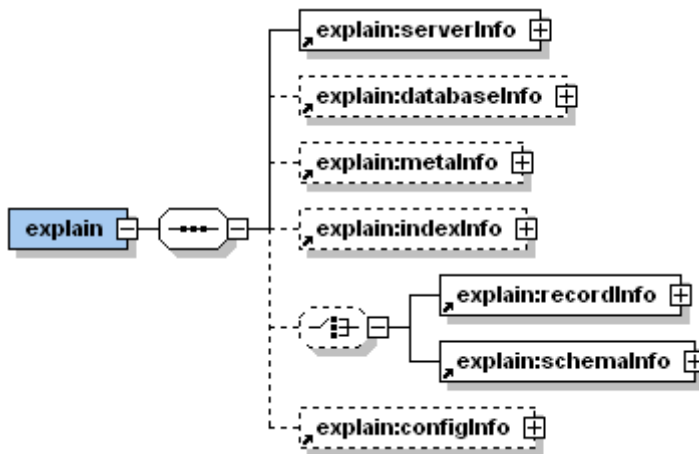 explain:serverInfo
explain:databaseInfo
explain:metaInfo
explain
explain:indexInfo
explain:recordInfo
explain:schemaInfo
explain:configInfo